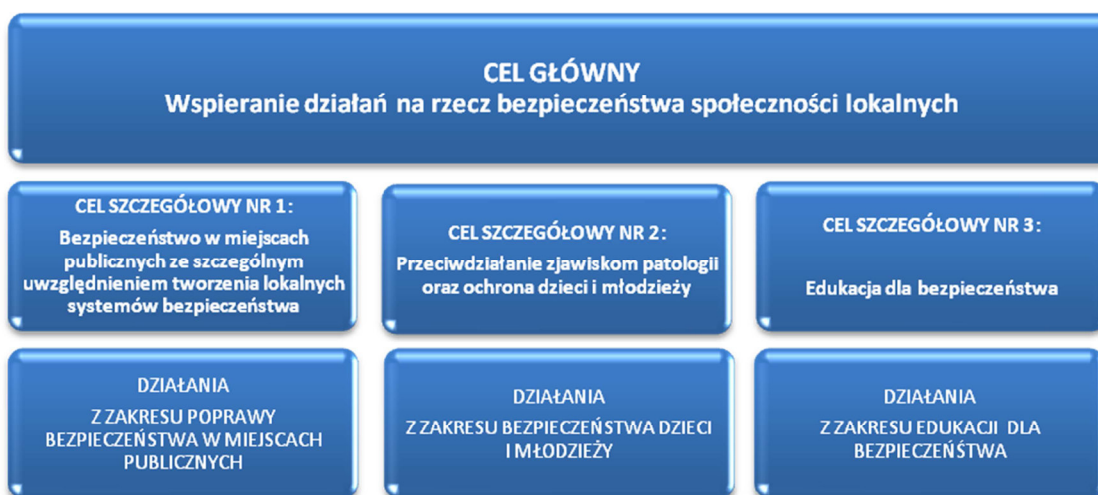 CEL GŁÓWNY
Wspieranie działań na rzecz bezpieczeństwa społeczności lokalnych
CEL SZCZEGÓŁOWY NR 1:
Bezpieczeństwo w miejscach
publicznych ze szczególnym
uwzględnieniem tworzenia lokalnych
systemów bezpieczeństwa
CEL SZCZEGÓŁOWY NR 2:
Przeciwdziałanie zjawiskom patologii
oraz ochrona dzieci i młodzieży
CEL SZCZEGÓŁOWY NR 3:
Edukacja dla bezpieczeństwa
DZIAŁANIA
Z ZAKRESU POPRAWY
BEZPIECZEŃSTWA W MIEJSCACH
PUBLICZNYCH
DZIAŁANIA
Z ZAKRESU BEZPIECZEŃSTWA DZIECI
I MŁODZIEŻY
DZIAŁANIA
Z ZAKRESU EDUKACJI DLA
BEZPIECZEŃŚTWA